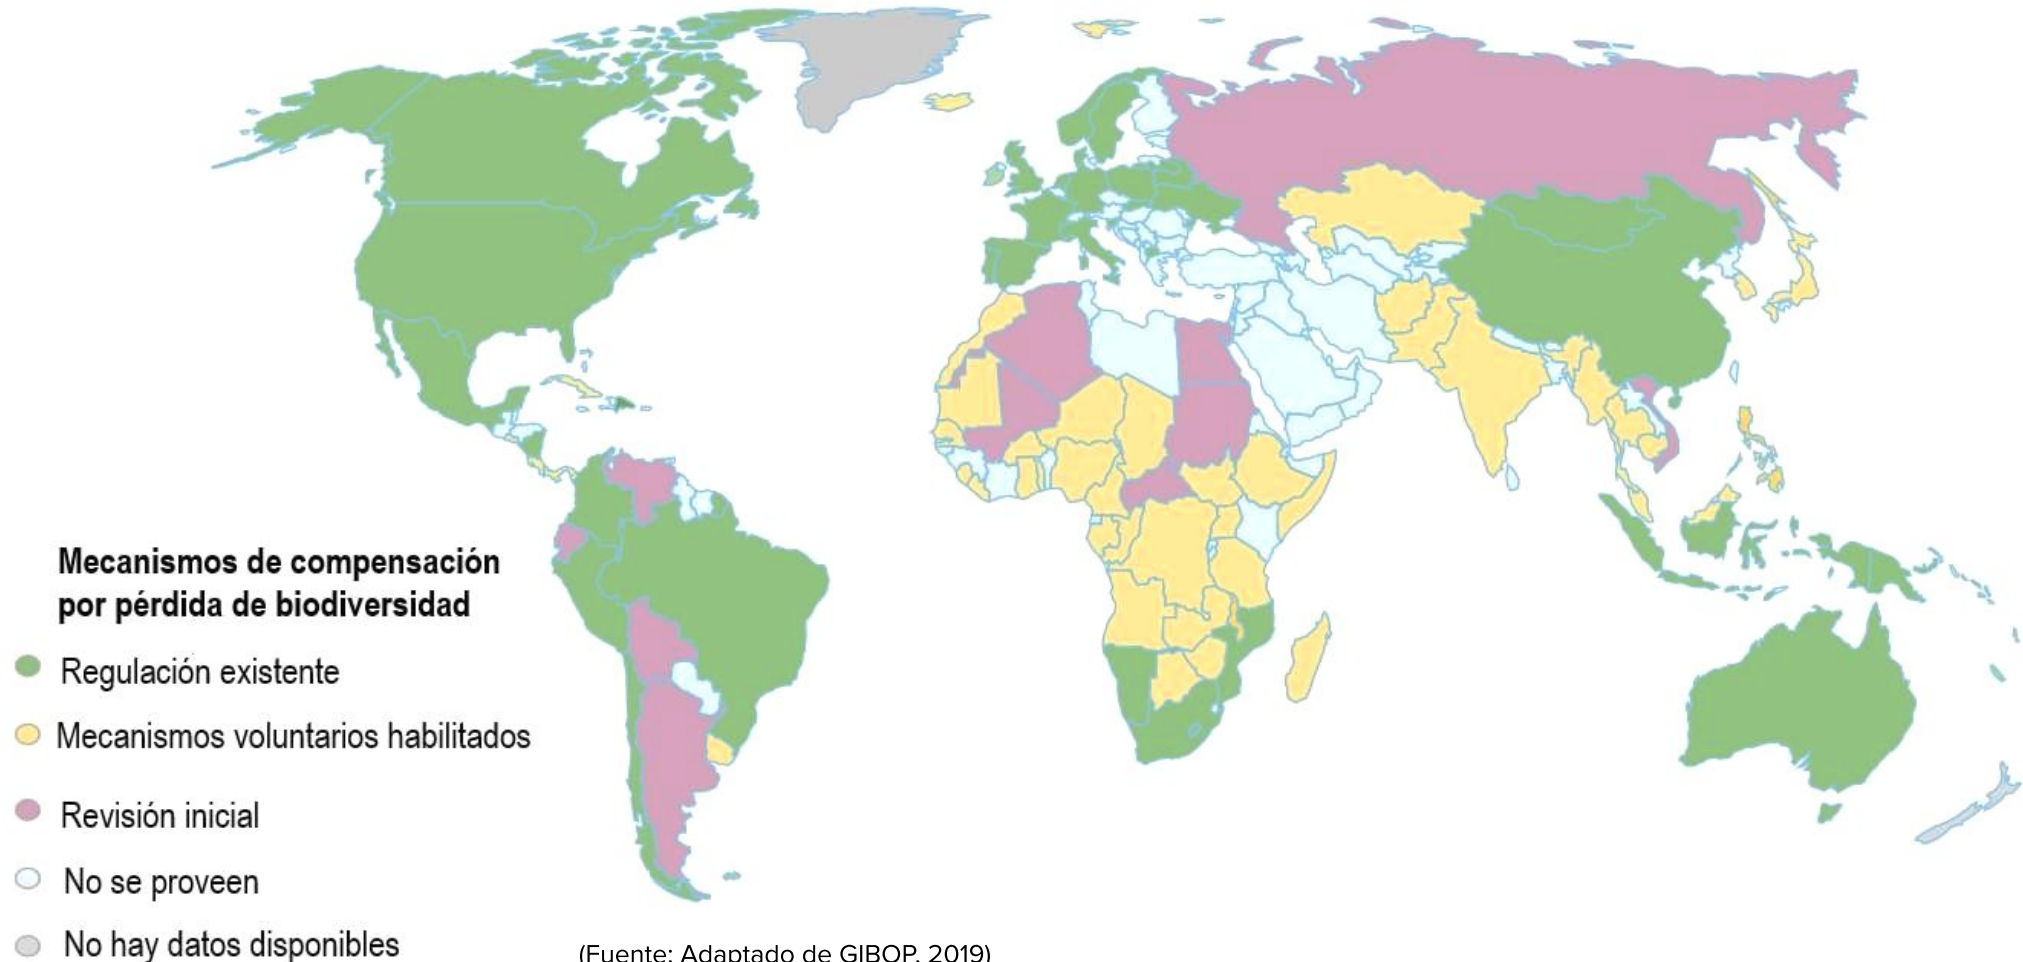 Mecanismos de compensación
por pérdida de biodiversidad
Regulación existente
Mecanismos voluntarios habilitados
Revisión inicial
No se proveen
No hay datos disponibles
(Fuente: Adaptado de GIBOP, 2019)